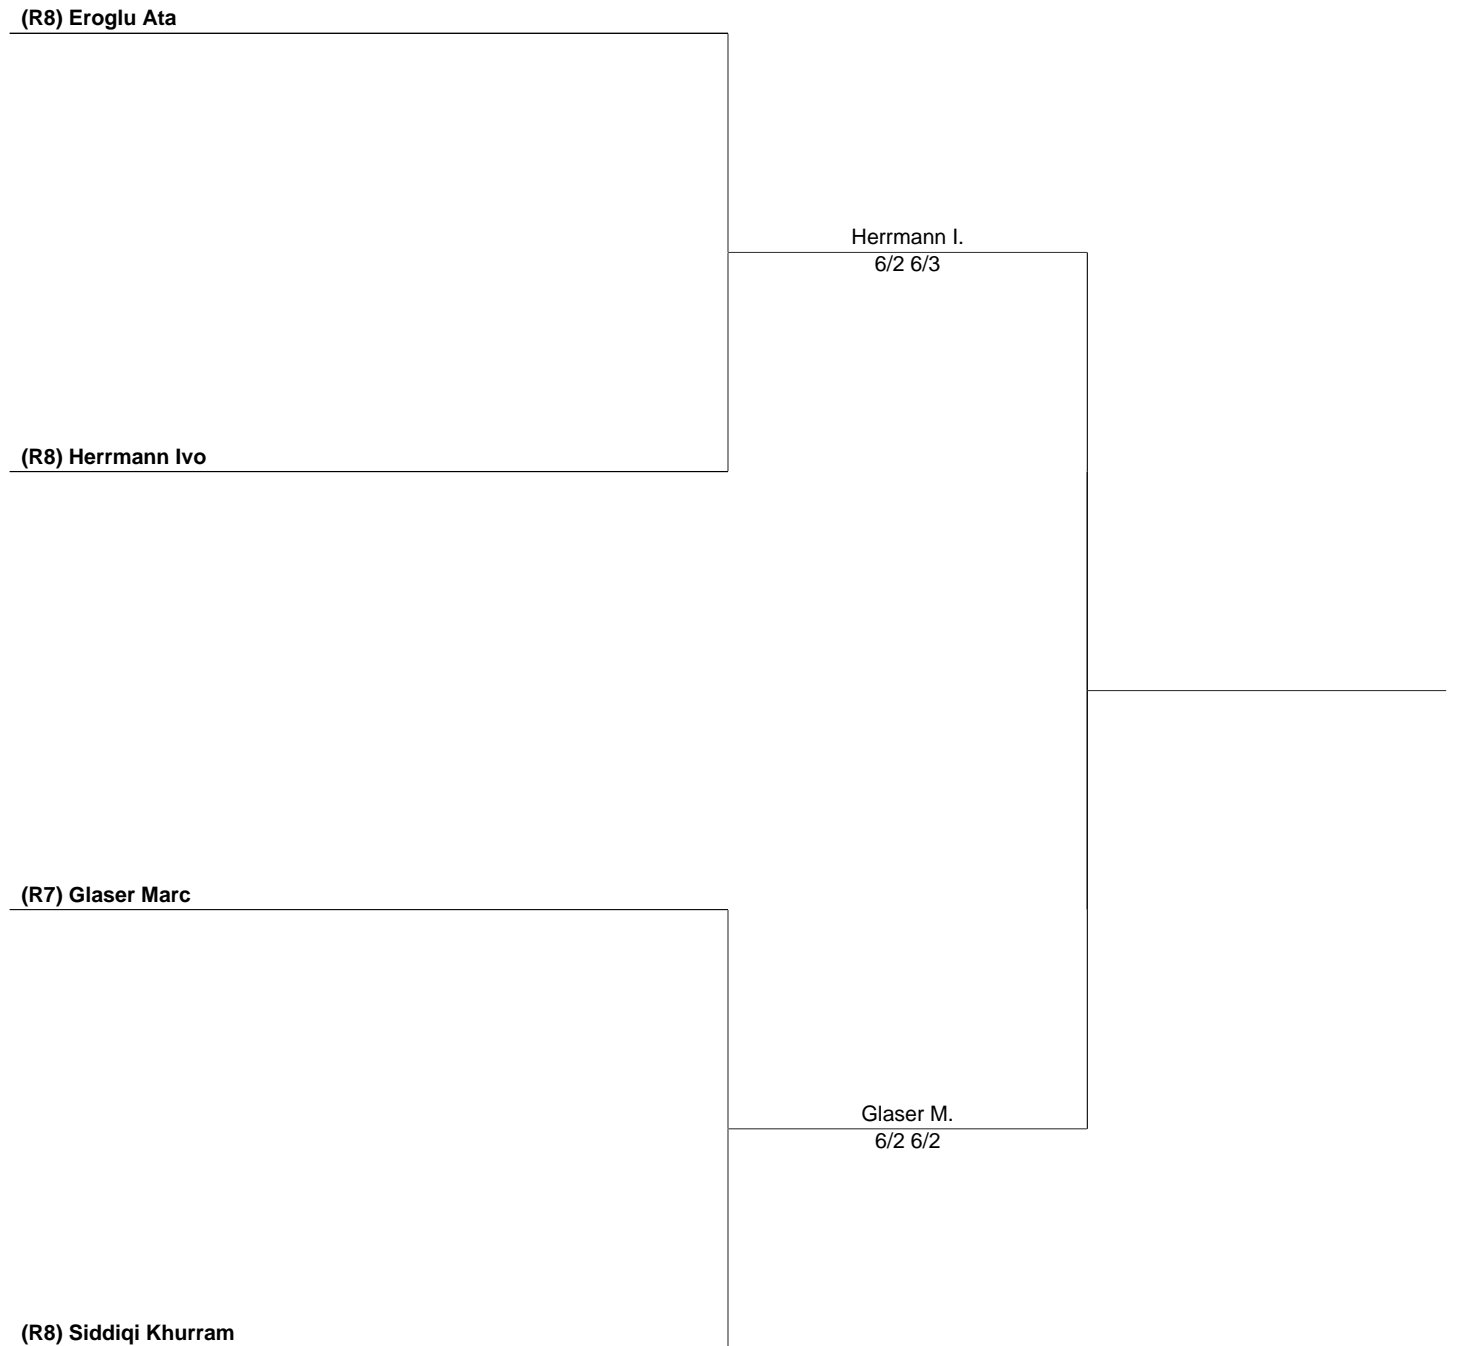 (R8) Eroglu Ata
Herrmann I.
6/2 6/3
(R8) Herrmann Ivo
(R7) Glaser Marc
Glaser M.
6/2 6/2
(R8) Siddiqi Khurram